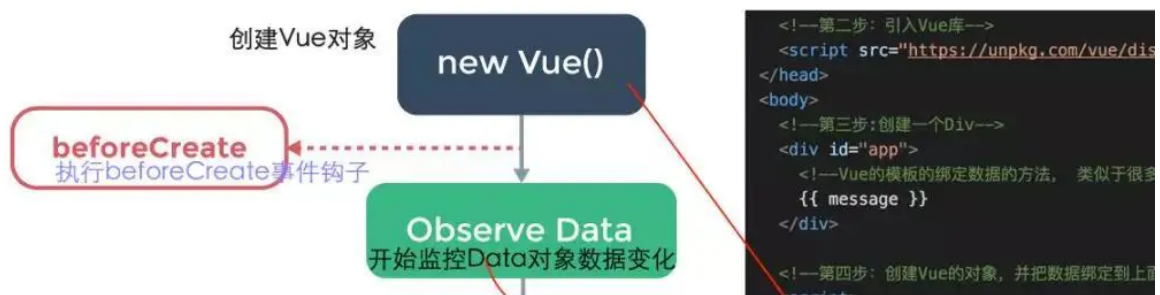 创建Vue对象
new Vue()
beforeCreate
执行beforeCreate事件钩子
Observe Data
开始监控Data对象数据变化
<!--第二步: 引入Vue库-->
<script src="https://unpkg.com/vue/dis
</head>
<body>
<!--第三步:创建一个Div-->
<div id="app">
<!--Vue的模板的绑定数据的方法, 类似于很多
{{ message }}
</div>
<!--第四步: 创建Vue的对象,并把数据绑定到上面